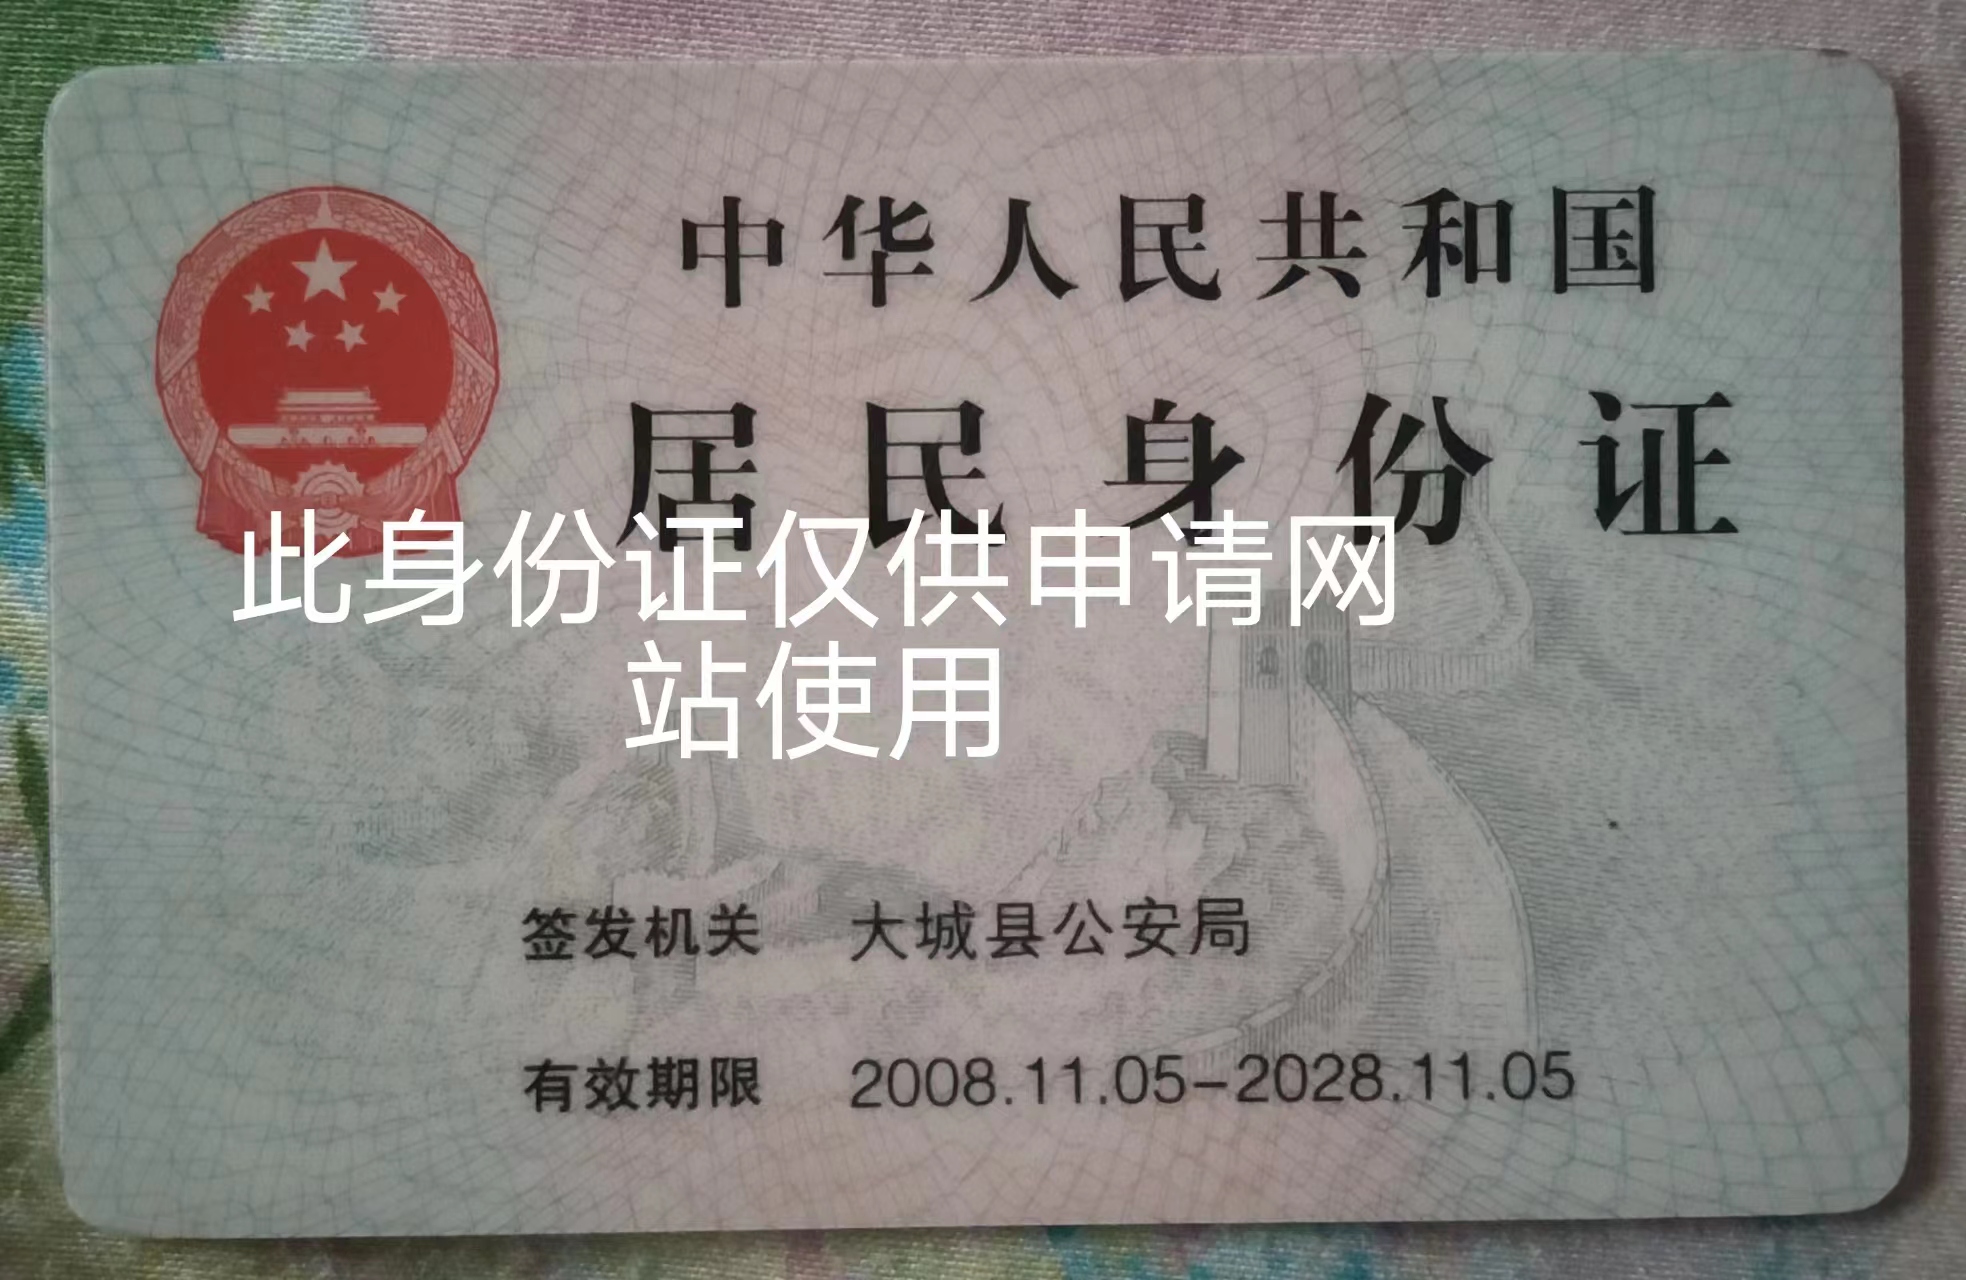 中华人民共和国
居民身份证
此身份证仅供申请网
站使用
签发机关 大城县公安局
有效期限 2008.11.05-2028.11.05